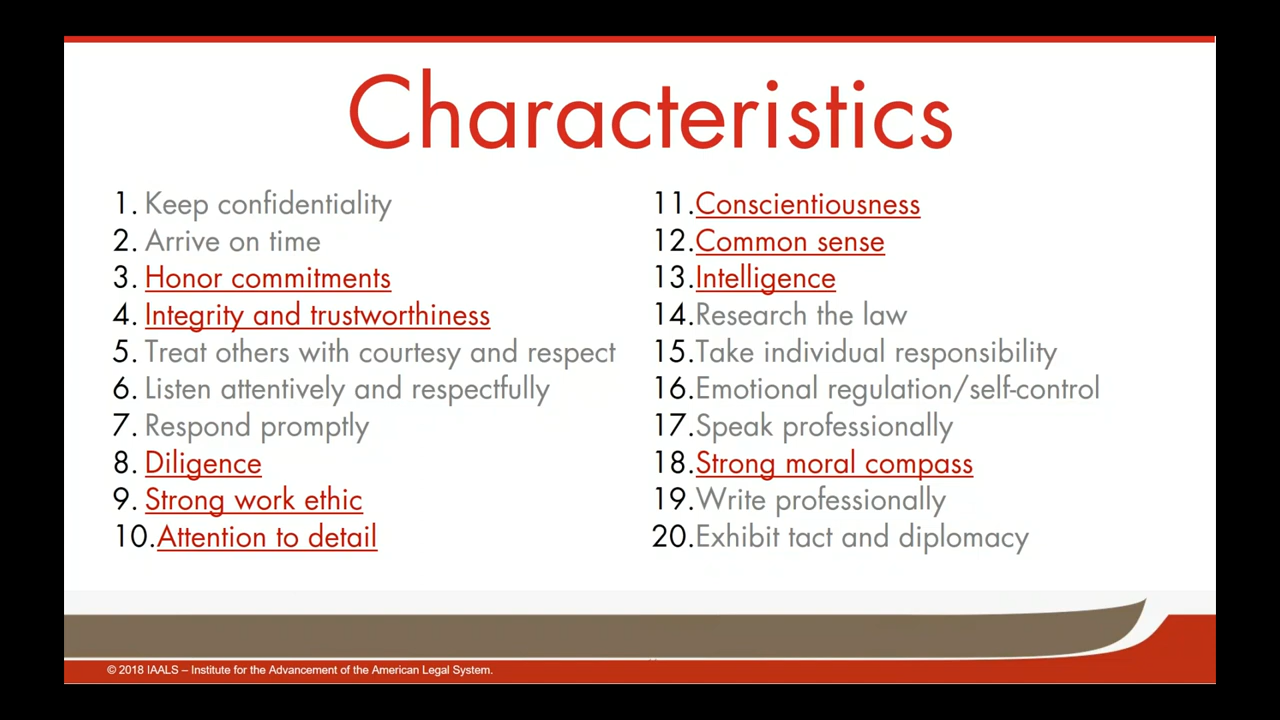 Characteristics
1. Keep confidentiality
2. Arrive on time
3. Honor commitments
4. Integrity and trustworthiness
5. Treat others with courtesy and respect
6. Listen attentively and respectfully
7. Respond promptly
8. Diligence
9. Strong work ethic
10.Attention to detail
11.Conscientiousness
12.Common sense
13.Intelligence
14.Research the law
15.Take individual responsibility
16.Emotional regulation/self-control
17.Speak professionally
18.Strong moral compass
19.Write professionally
20.Exhibit tact and diplomacy
© 2018 IAALS – Institute for the Advancement of the American Legal System.